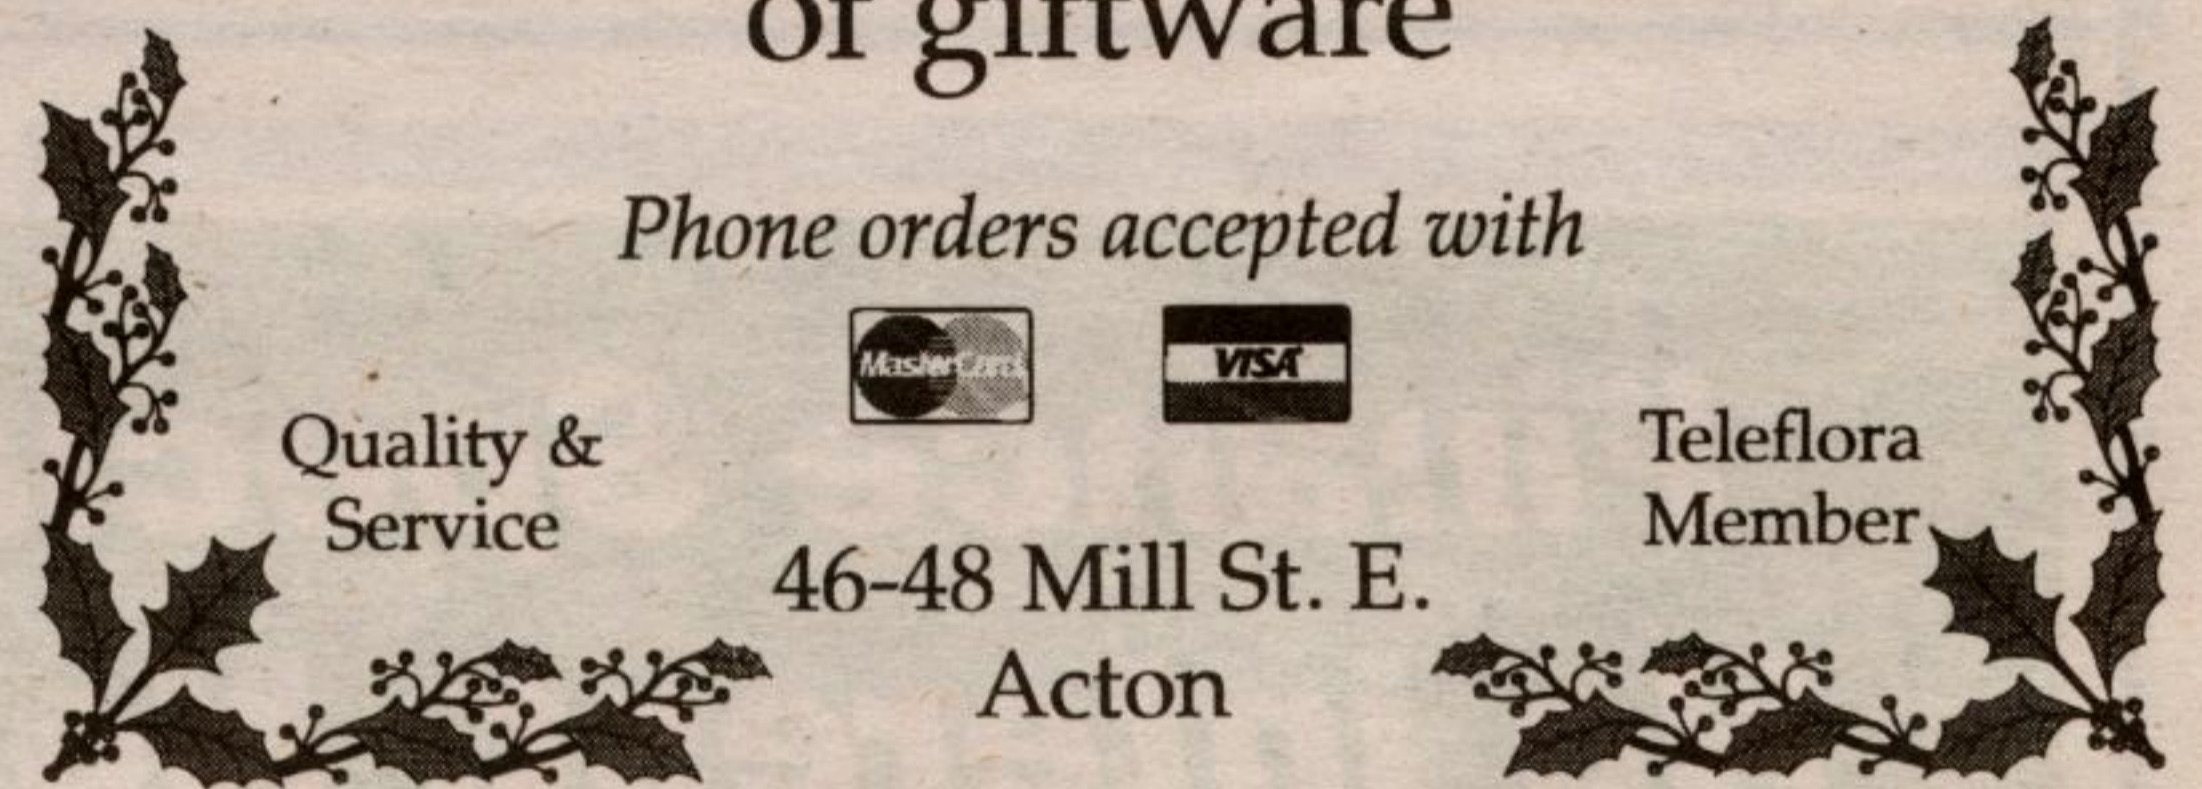 of giftware
Phone orders accepted with
MasterCard VISA
Quality &
Service
Teleflora
Member
46-48 Mill St. E.
Acton